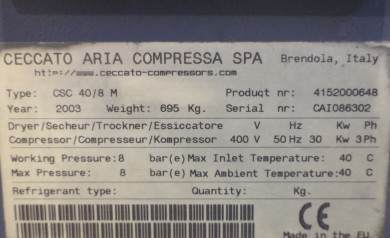 CECCATO ARIA COMPRESSA SPA Brendola, Italy
http://www.ceccato-compressors.com
Type: CSC 40/8 M Product nr: 4152000648
Year: 2003 Weight: 695 Kg. Serial nr: CAI086302
Dryer/Secheur/Trockner/Essiccatore V Hz Kw Ph
Compressor/Compresseur/Kompressor 400 V 50 Hz 30 Kw 3Ph
Working Pressure:8 bar(e) Max Inlet Temperature: 40 C
Max Pressure: 8 bar(e) Max Ambient Temperature:40 C
Refrigerant type: Quantity: Kg.
CE
Made in the EU